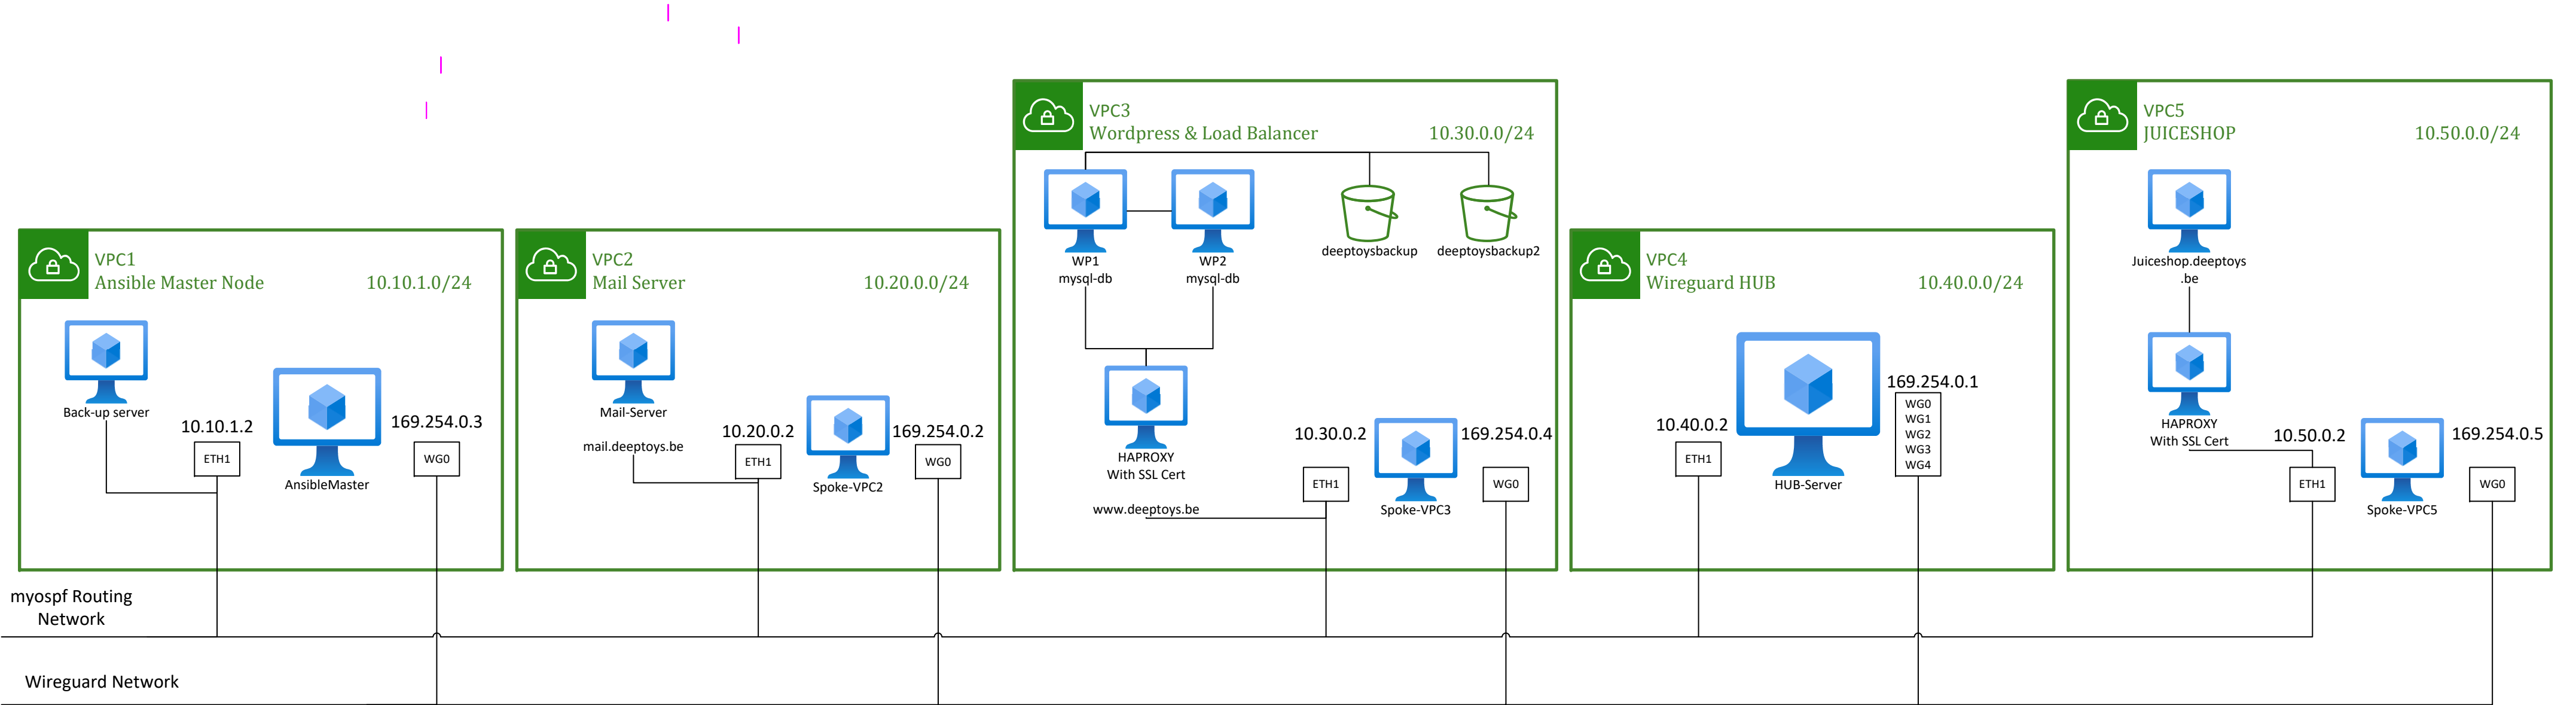 VPC1
Ansible Master Node 10.10.1.0/24
Back-up server
10.10.1.2
ETH1
AnsibleMaster
169.254.0.3
WG0
VPC2
Mail Server 10.20.0.0/24
Mail-Server
mail.deeptoys.be
10.20.0.2
ETH1
Spoke-VPC2
169.254.0.2
WG0
VPC3
Wordpress & Load Balancer 10.30.0.0/24
WP1
mysql-db
WP2
mysql-db
deeptoysbackup
deeptoysbackup2
HAPROXY
With SSL Cert
www.deeptoys.be
10.30.0.2
ETH1
Spoke-VPC3
169.254.0.4
WG0
VPC4
Wireguard HUB 10.40.0.0/24
10.40.0.2
ETH1
HUB-Server
169.254.0.1
WG0
WG1
WG2
WG3
WG4
VPC5
JUICESHOP 10.50.0.0/24
Juiceshop.deeptoys
.be
HAPROXY
With SSL Cert
10.50.0.2
ETH1
Spoke-VPC5
169.254.0.5
WG0
myospf Routing
Network
Wireguard Network